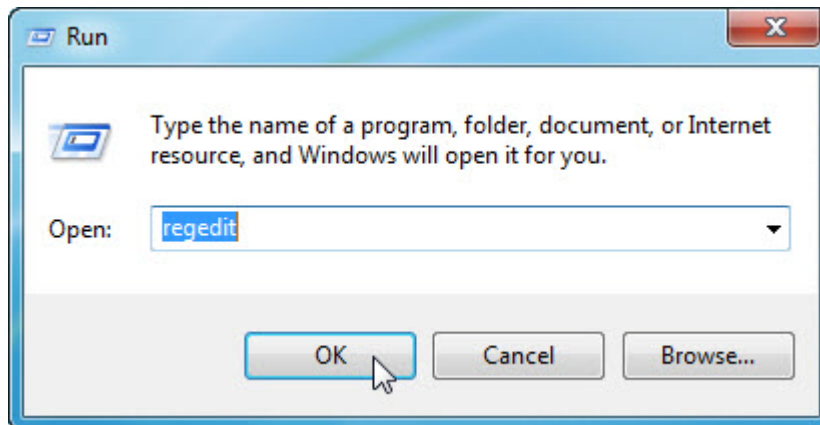 Run
Type the name of a program, folder, document, or Internet
resource, and Windows will open it for you.
Open: regedit
OK Cancel Browse...